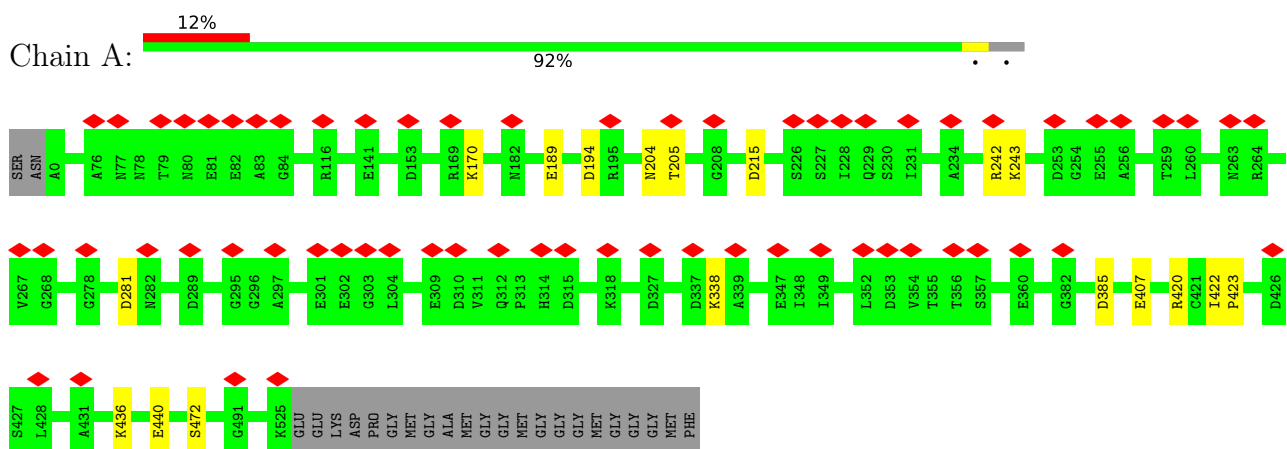 12%
Chain A:
92% • •
SER ASN A0 A76 N77 N78 T79 N80 E81 E82 A83 G84 R116 E141 D153 R169 K170 N182 E189 D194 R195 N204 T205 G208 D215 S226 S227 I228 Q229 S230 I231 A234 R242 K243 D253 G254 E255 A256 T259 L260 N263 R264
V267 G268 G278 D281 N282 D289 G295 G296 A297 E301 E302 G303 L304 E309 D310 V311 Q312 P313 H314 D315 K318 D327 D337 K338 A339 E347 I348 I349 L352 D353 V354 T355 T356 S357 E360 G382 D385 E407 R420 C421 I422 P423 D426
S427 L428 A431 K436 E440 S472 G491 K525 GLU GLU LYS ASP PRO GLY MET GLY ALA MET GLY GLY MET GLY GLY GLY MET GLY GLY GLY MET PHE